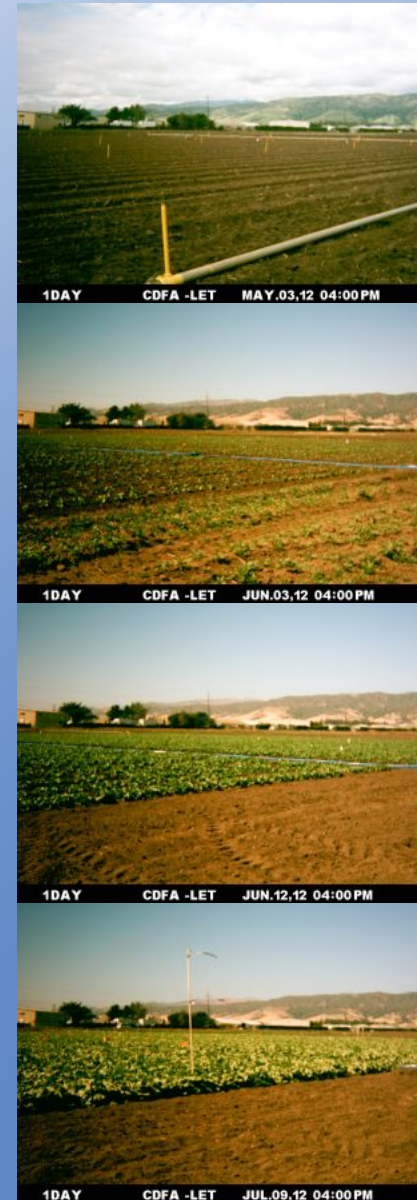 1DAY CDFA -LET MAY.03,12 04:00PM
1DAY CDFA -LET JUN.03,12 04:00PM
1DAY CDFA -LET JUN.12,12 04:00PM
1DAY CDFA -LET JUL.09,12 04:00PM